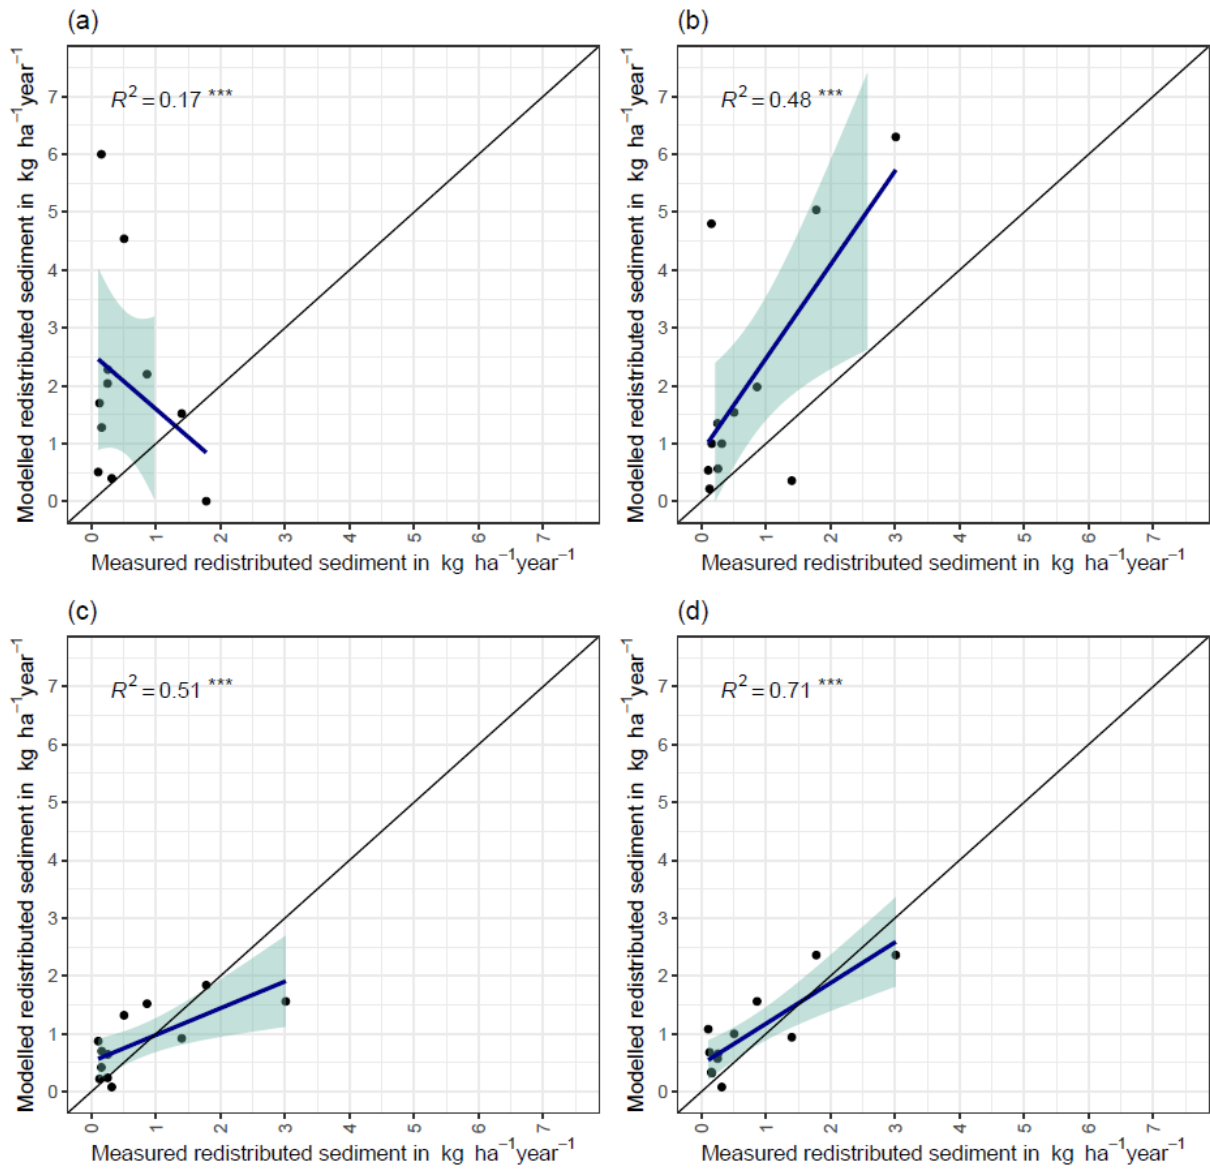 (a)
R² = 0.17 ***
Modelled redistributed sediment in kg ha⁻¹year⁻¹
7
6
5
4
3
2
1
0
0 1 2 3 4 5 6 7
Measured redistributed sediment in kg ha⁻¹year⁻¹
(b)
R² = 0.48 ***
Modelled redistributed sediment in kg ha⁻¹year⁻¹
7
6
5
4
3
2
1
0
0 1 2 3 4 5 6 7
Measured redistributed sediment in kg ha⁻¹year⁻¹
(c)
R² = 0.51 ***
Modelled redistributed sediment in kg ha⁻¹year⁻¹
7
6
5
4
3
2
1
0
0 1 2 3 4 5 6 7
Measured redistributed sediment in kg ha⁻¹year⁻¹
(d)
R² = 0.71 ***
Modelled redistributed sediment in kg ha⁻¹year⁻¹
7
6
5
4
3
2
1
0
0 1 2 3 4 5 6 7
Measured redistributed sediment in kg ha⁻¹year⁻¹